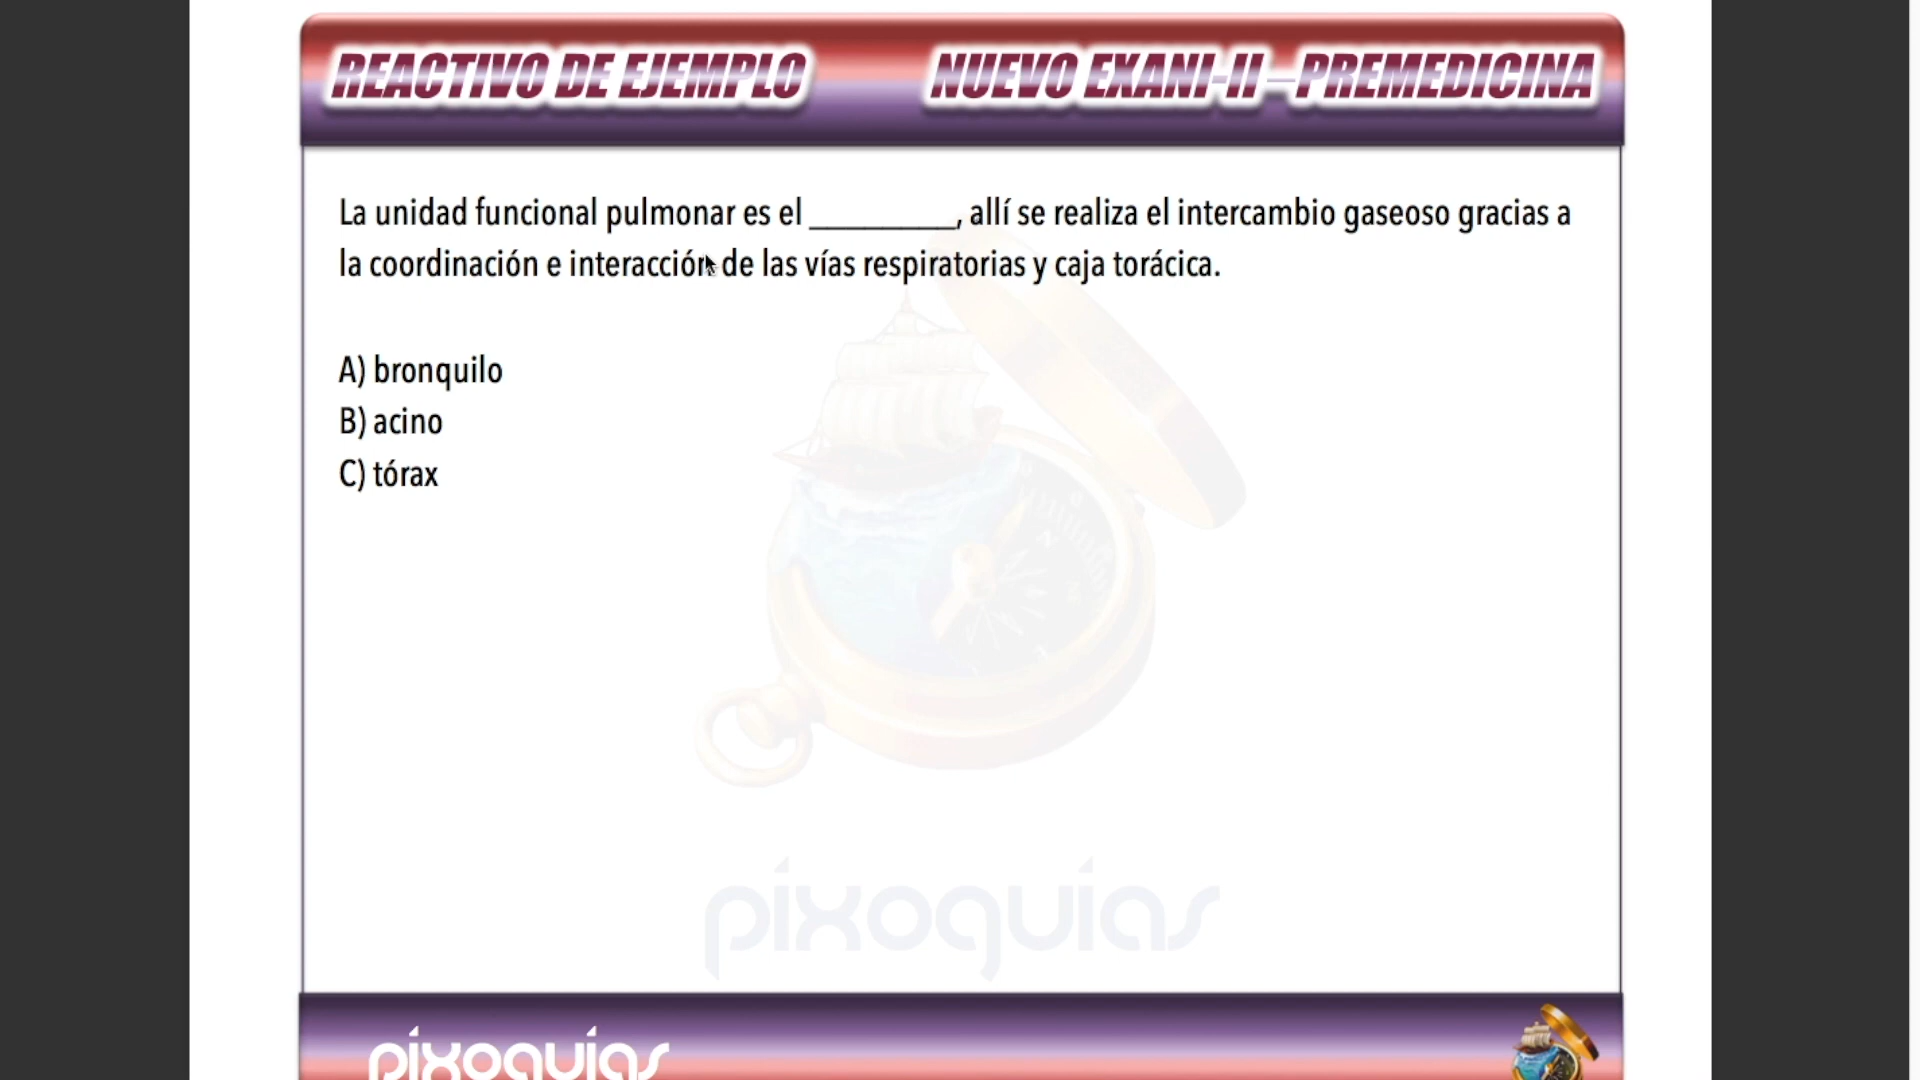 REACTIVO DE EJEMPLO NUEVO EXANI-II –PREMEDICINA
La unidad funcional pulmonar es el ________, allí se realiza el intercambio gaseoso gracias a
la coordinación e interacción de las vías respiratorias y caja torácica.
A) bronquilo
B) acino
C) tórax
pixoguías
pixoguías